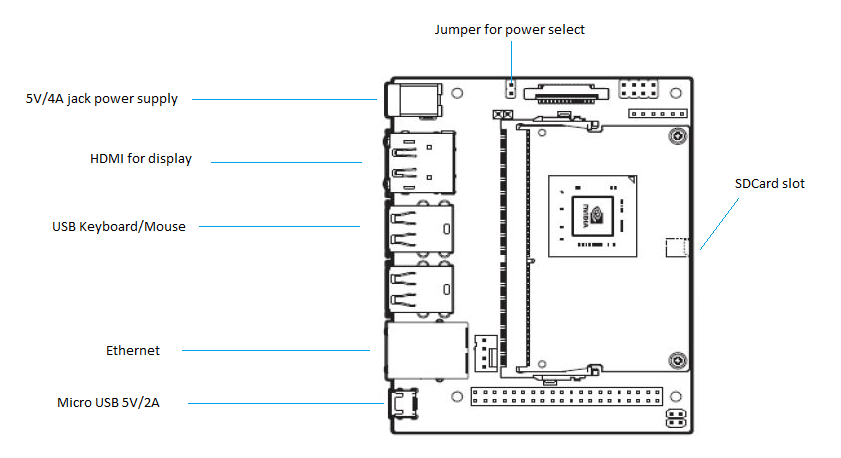 Jumper for power select
5V/4A jack power supply
HDMI for display
SDCard slot
USB Keyboard/Mouse
NVIDIA
Ethernet
Micro USB 5V/2A